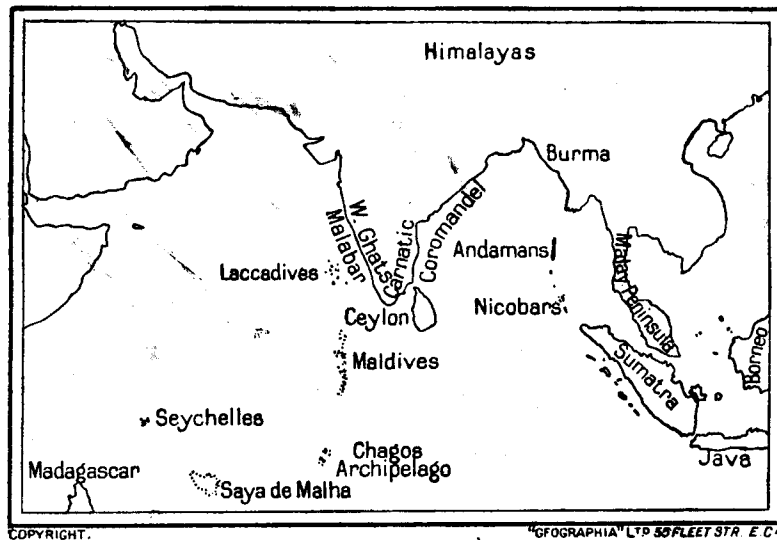 Himalayas
Burma
W. Ghats
Malabar
Carnatic
Coromandel
Andamans
Malay Peninsula
Laccadives
Nicobars
Ceylon
Maldives
Sumatra
Borneo
Seychelles
Chagos
Archipelago
Java
Madagascar
Saya de Malha
COPYRIGHT.
"GEOGRAPHIA" LTD 55 FLEET STR. E.C.